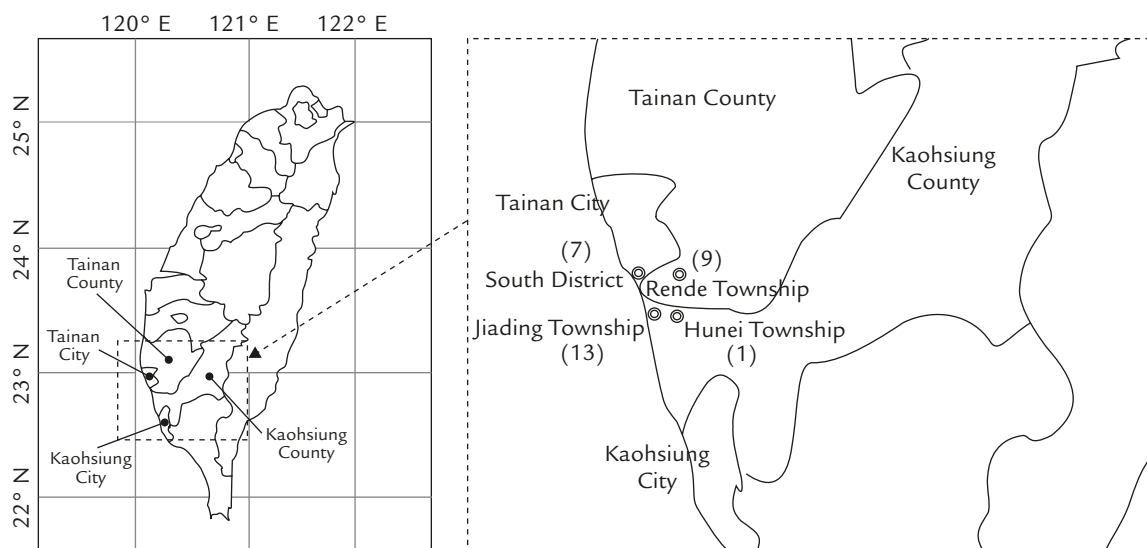 120° E 121° E 122° E
25° N
24° N
23° N
22° N
Tainan
County
Tainan
City
Kaohsiung
City
Kaohsiung
County
Tainan County
Kaohsiung
County
Tainan City
(7)
South District
(9)
Rende Township
Jiading Township
(13)
Hunei Township
(1)
Kaohsiung
City